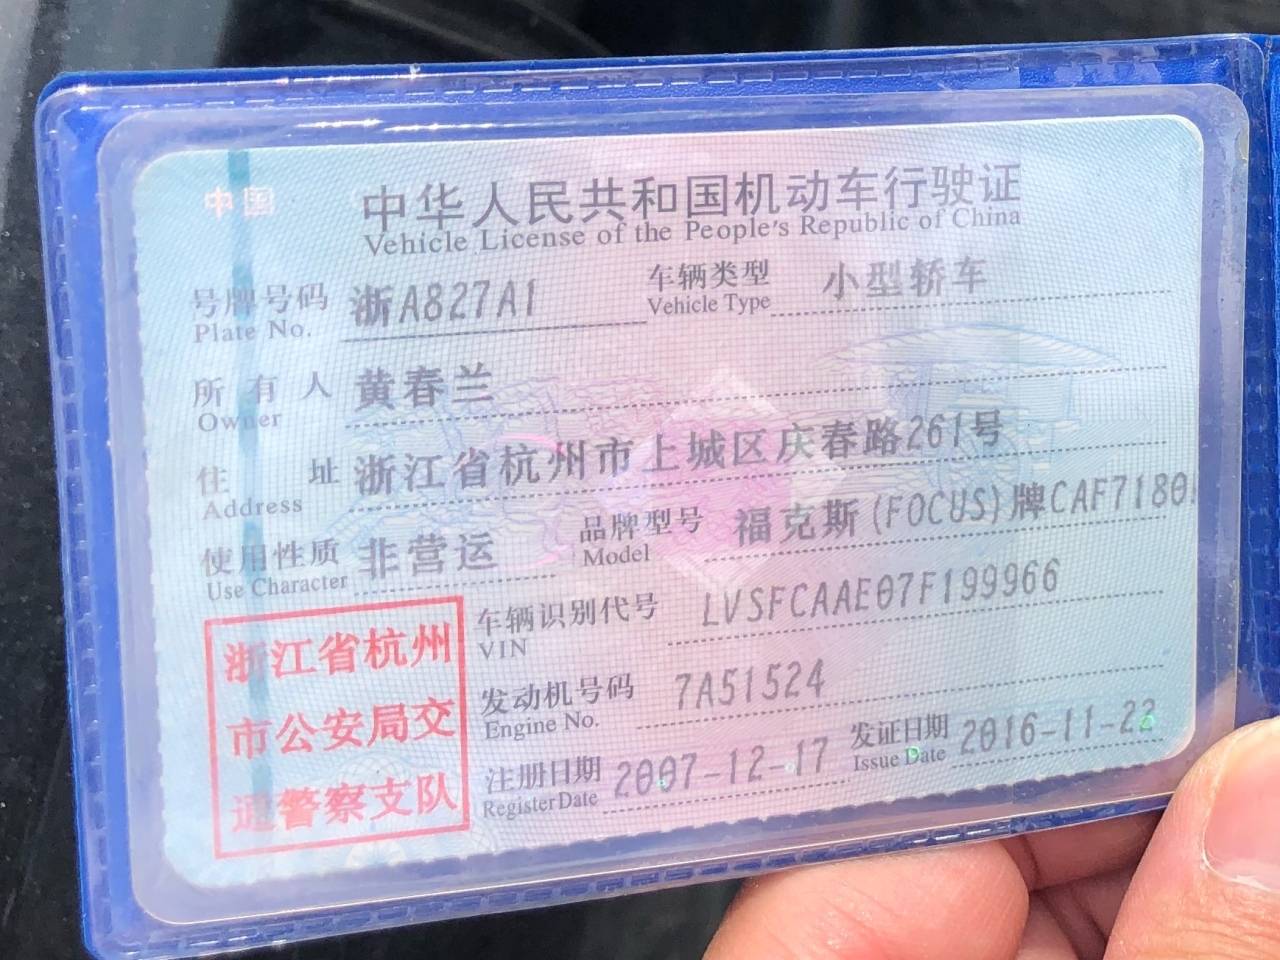 中国
中华人民共和国机动车行驶证
Vehicle License of the People's Republic of China
号牌号码 浙A827A1 车辆类型 小型轿车
Plate No. Vehicle Type
所有人 黄春兰
Owner
住址 浙江省杭州市上城区庆春路261号
Address
使用性质 非营运 品牌型号 福克斯(FOCUS)牌CAF7180
Use Character Model
车辆识别代号 LVSFCAAE07F199966
VIN
发动机号码 7A51524
Engine No.
注册日期 2007-12-17 发证日期 2016-11-22
Register Date Issue Date
浙江省杭州
市公安局交
通警察支队